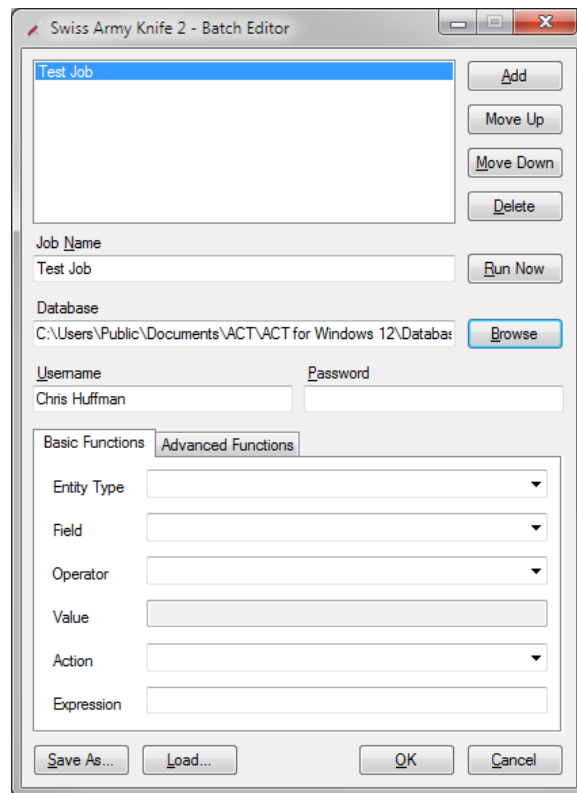 Swiss Army Knife 2 - Batch Editor
Test Job
Add
Move Up
Move Down
Delete
Job Name
Test Job
Run Now
Database
C:\Users\Public\Documents\ACT\ACT for Windows 12\Databas
Browse
Username
Password
Chris Huffman
Basic Functions
Advanced Functions
Entity Type
Field
Operator
Value
Action
Expression
Save As...
Load...
OK
Cancel